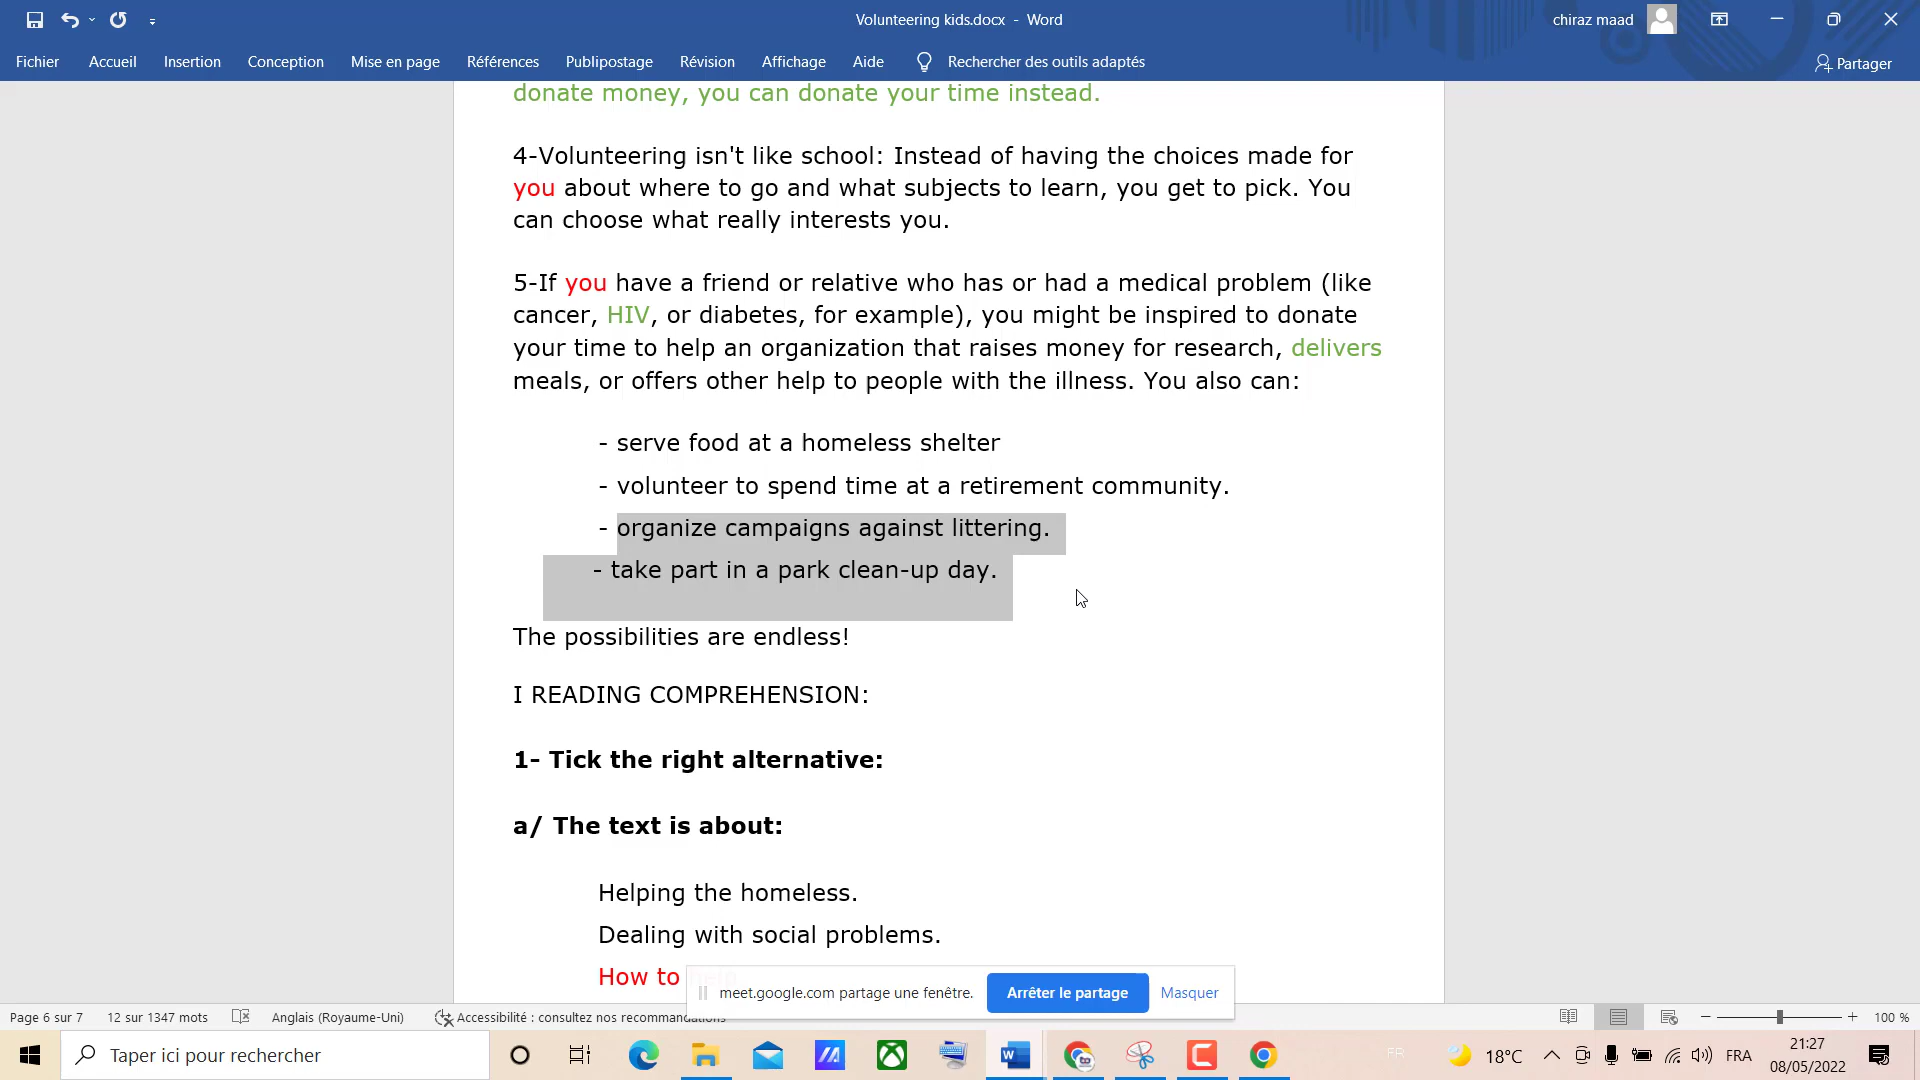 Volunteering kids.docx - Word
chiraz maad
Fichier Accueil Insertion Conception Mise en page Références Publipostage Révision Affichage Aide Rechercher des outils adaptés Partager
donate money, you can donate your time instead.
4-Volunteering isn't like school: Instead of having the choices made for
you about where to go and what subjects to learn, you get to pick. You
can choose what really interests you.
5-If you have a friend or relative who has or had a medical problem (like
cancer, HIV, or diabetes, for example), you might be inspired to donate
your time to help an organization that raises money for research, delivers
meals, or offers other help to people with the illness. You also can:
- serve food at a homeless shelter
- volunteer to spend time at a retirement community.
- organize campaigns against littering.
- take part in a park clean-up day.
The possibilities are endless!
I READING COMPREHENSION:
1- Tick the right alternative:
a/ The text is about:
Helping the homeless.
Dealing with social problems.
How to
meet.google.com partage une fenêtre. Arrêter le partage Masquer
Page 6 sur 7 12 sur 1347 mots Anglais (Royaume-Uni) Accessibilité : consultez nos recommandations 100 %
Taper ici pour rechercher
FR 18°C FRA
21:27
08/05/2022